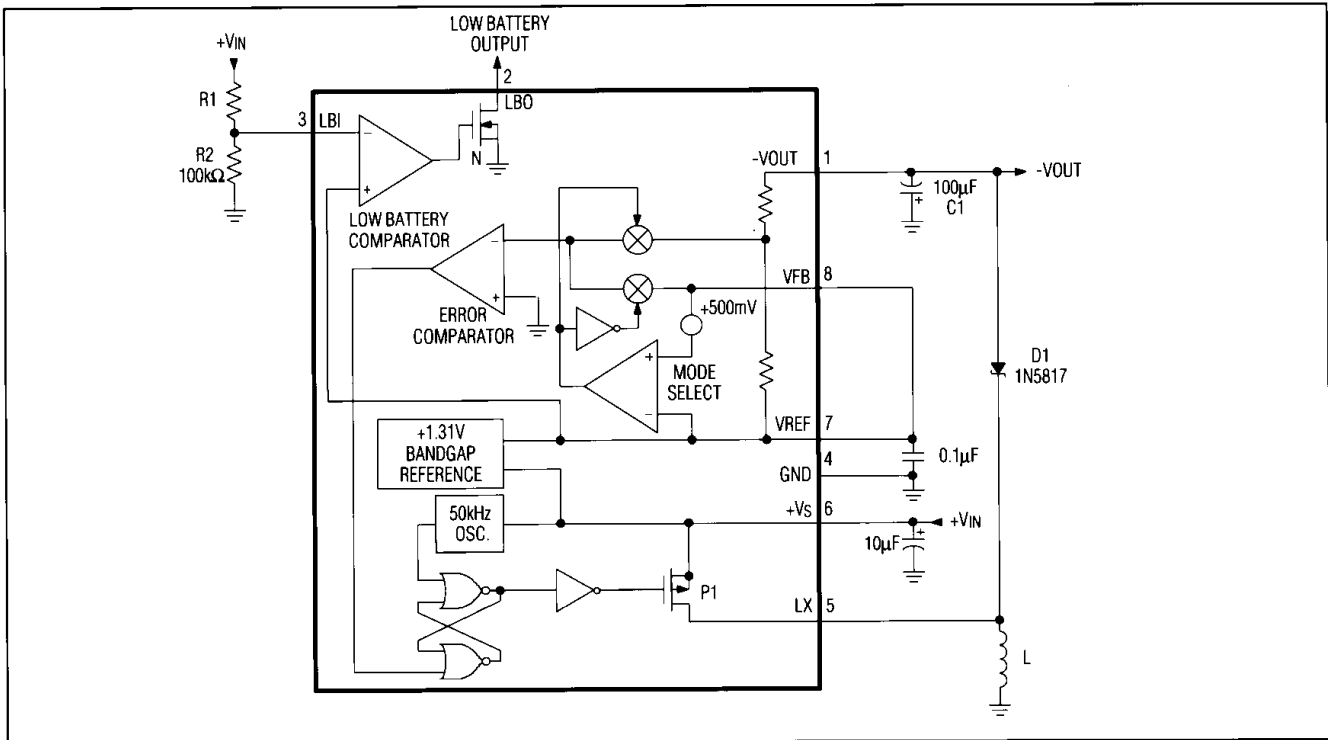 LOW BATTERY
OUTPUT
+VIN
2
LBO
R1
3 LBI
−
N
R2
100kΩ
+
LOW BATTERY
COMPARATOR
-VOUT
1
-VOUT
100μF
+
C1
−
+
ERROR
COMPARATOR
VFB
8
+500mV
+
MODE
SELECT
−
D1
1N5817
VREF
7
+1.31V
BANDGAP
REFERENCE
0.1μF
4
GND
50kHz
OSC.
+VS
6
+VIN
10μF
+
P1
LX
5
L